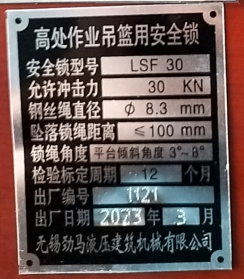 高处作业吊篮用安全锁
安全锁型号 LSF 30
允许冲击力 30 KN
钢丝绳直径 ϕ 8.3 mm
坠落锁绳距离 ≤100 mm
锁绳角度 平台倾斜角度 3°~8°
检验标定周期 12 个月
出厂编号 1121
出厂日期 2023 年 3 月
无锡劲马液压建筑机械有限公司